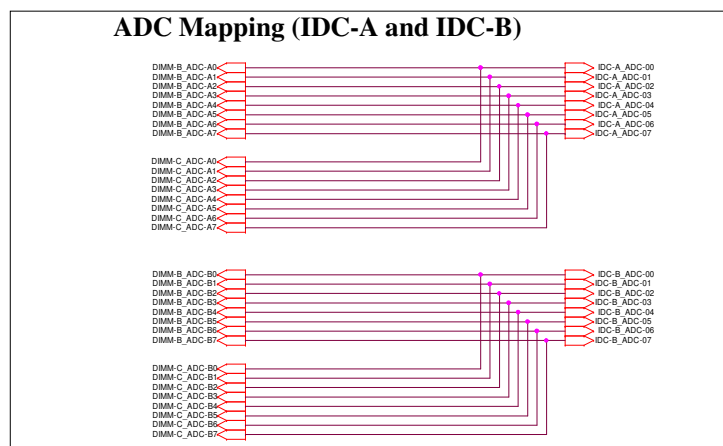 ADC Mapping (IDC-A and IDC-B)
DIMM-B_ADC-A0 IDC-A_ADC-00
DIMM-B_ADC-A1 IDC-A_ADC-01
DIMM-B_ADC-A2 IDC-A_ADC-02
DIMM-B_ADC-A3 IDC-A_ADC-03
DIMM-B_ADC-A4 IDC-A_ADC-04
DIMM-B_ADC-A5 IDC-A_ADC-05
DIMM-B_ADC-A6 IDC-A_ADC-06
DIMM-B_ADC-A7 IDC-A_ADC-07
DIMM-C_ADC-A0
DIMM-C_ADC-A1
DIMM-C_ADC-A2
DIMM-C_ADC-A3
DIMM-C_ADC-A4
DIMM-C_ADC-A5
DIMM-C_ADC-A6
DIMM-C_ADC-A7
DIMM-B_ADC-B0 IDC-B_ADC-00
DIMM-B_ADC-B1 IDC-B_ADC-01
DIMM-B_ADC-B2 IDC-B_ADC-02
DIMM-B_ADC-B3 IDC-B_ADC-03
DIMM-B_ADC-B4 IDC-B_ADC-04
DIMM-B_ADC-B5 IDC-B_ADC-05
DIMM-B_ADC-B6 IDC-B_ADC-06
DIMM-B_ADC-B7 IDC-B_ADC-07
DIMM-C_ADC-B0
DIMM-C_ADC-B1
DIMM-C_ADC-B2
DIMM-C_ADC-B3
DIMM-C_ADC-B4
DIMM-C_ADC-B5
DIMM-C_ADC-B6
DIMM-C_ADC-B7